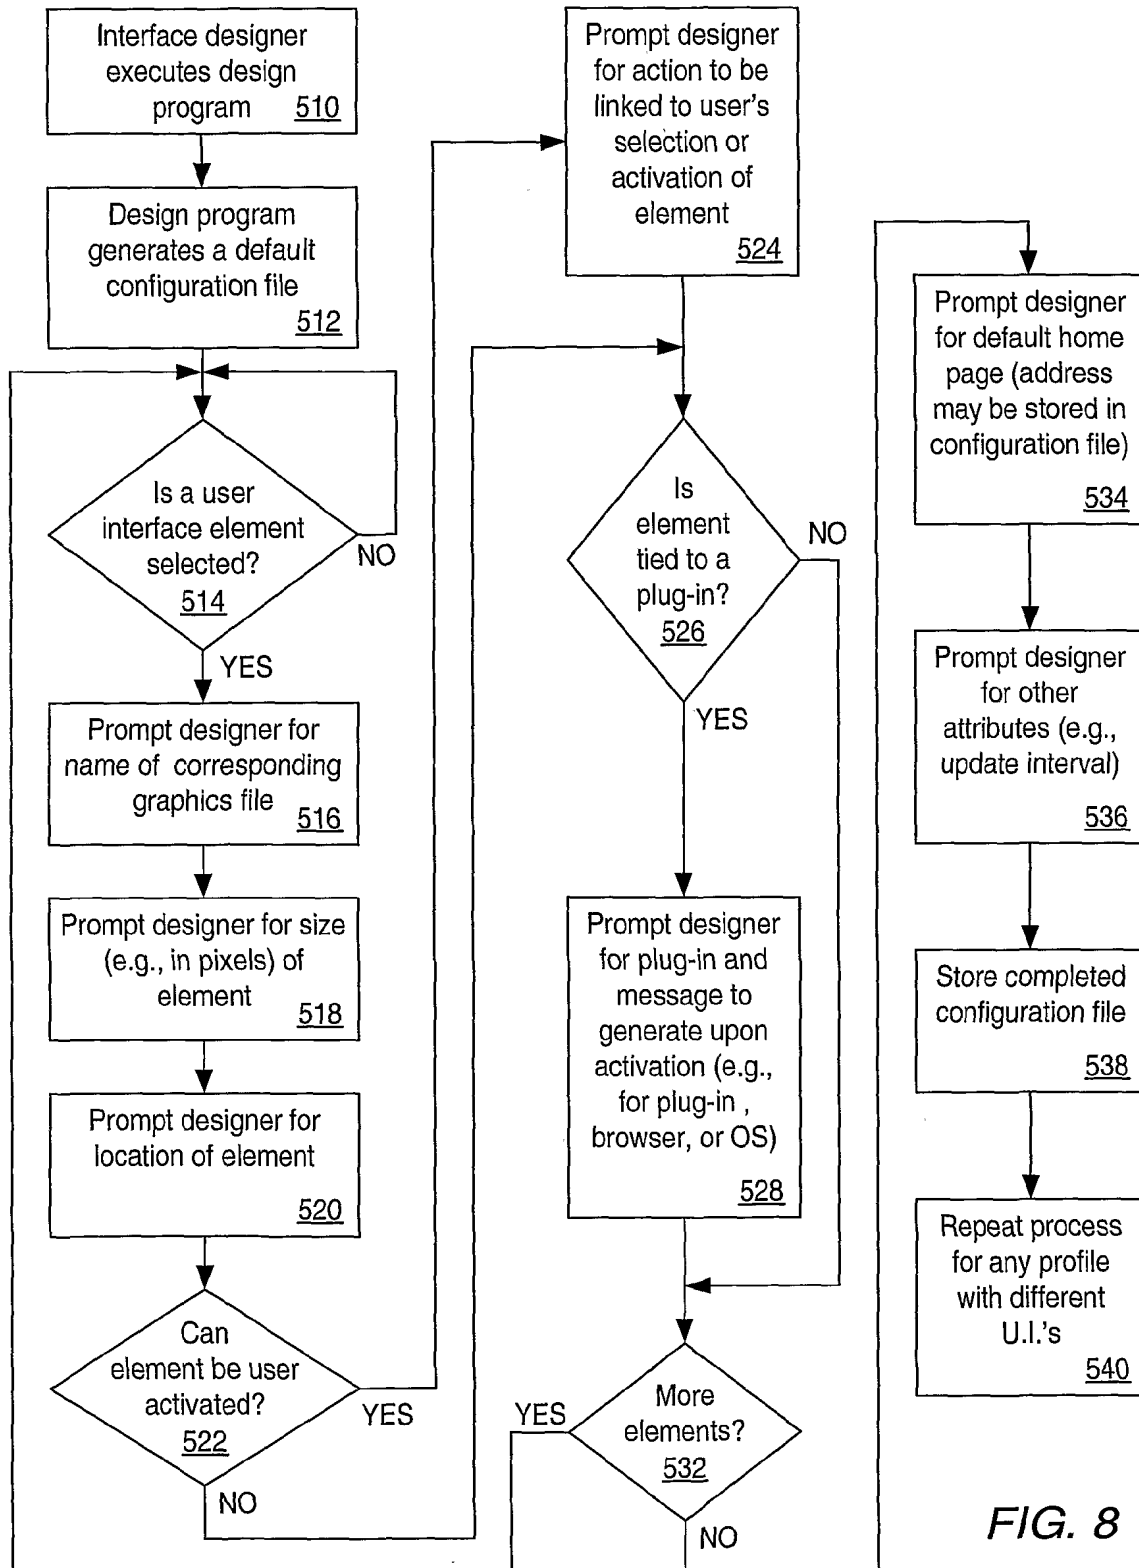 Interface designer
executes design
program 510
Design program
generates a default
configuration file
512
Is a user
interface element
selected?
514
NO
YES
Prompt designer for
name of corresponding
graphics file
516
Prompt designer for size
(e.g., in pixels) of
element
518
Prompt designer for
location of element
520
Can
element be user
activated?
522
YES
NO
Prompt designer
for action to be
linked to user's
selection or
activation of
element
524
Is
element
tied to a
plug-in?
526
NO
YES
Prompt designer
for plug-in and
message to
generate upon
activation (e.g.,
for plug-in ,
browser, or OS)
528
More
elements?
532
YES
NO
Prompt designer
for default home
page (address
may be stored in
configuration file)
534
Prompt designer
for other
attributes (e.g.,
update interval)
536
Store completed
configuration file
538
Repeat process
for any profile
with different
U.I.'s
540
FIG. 8